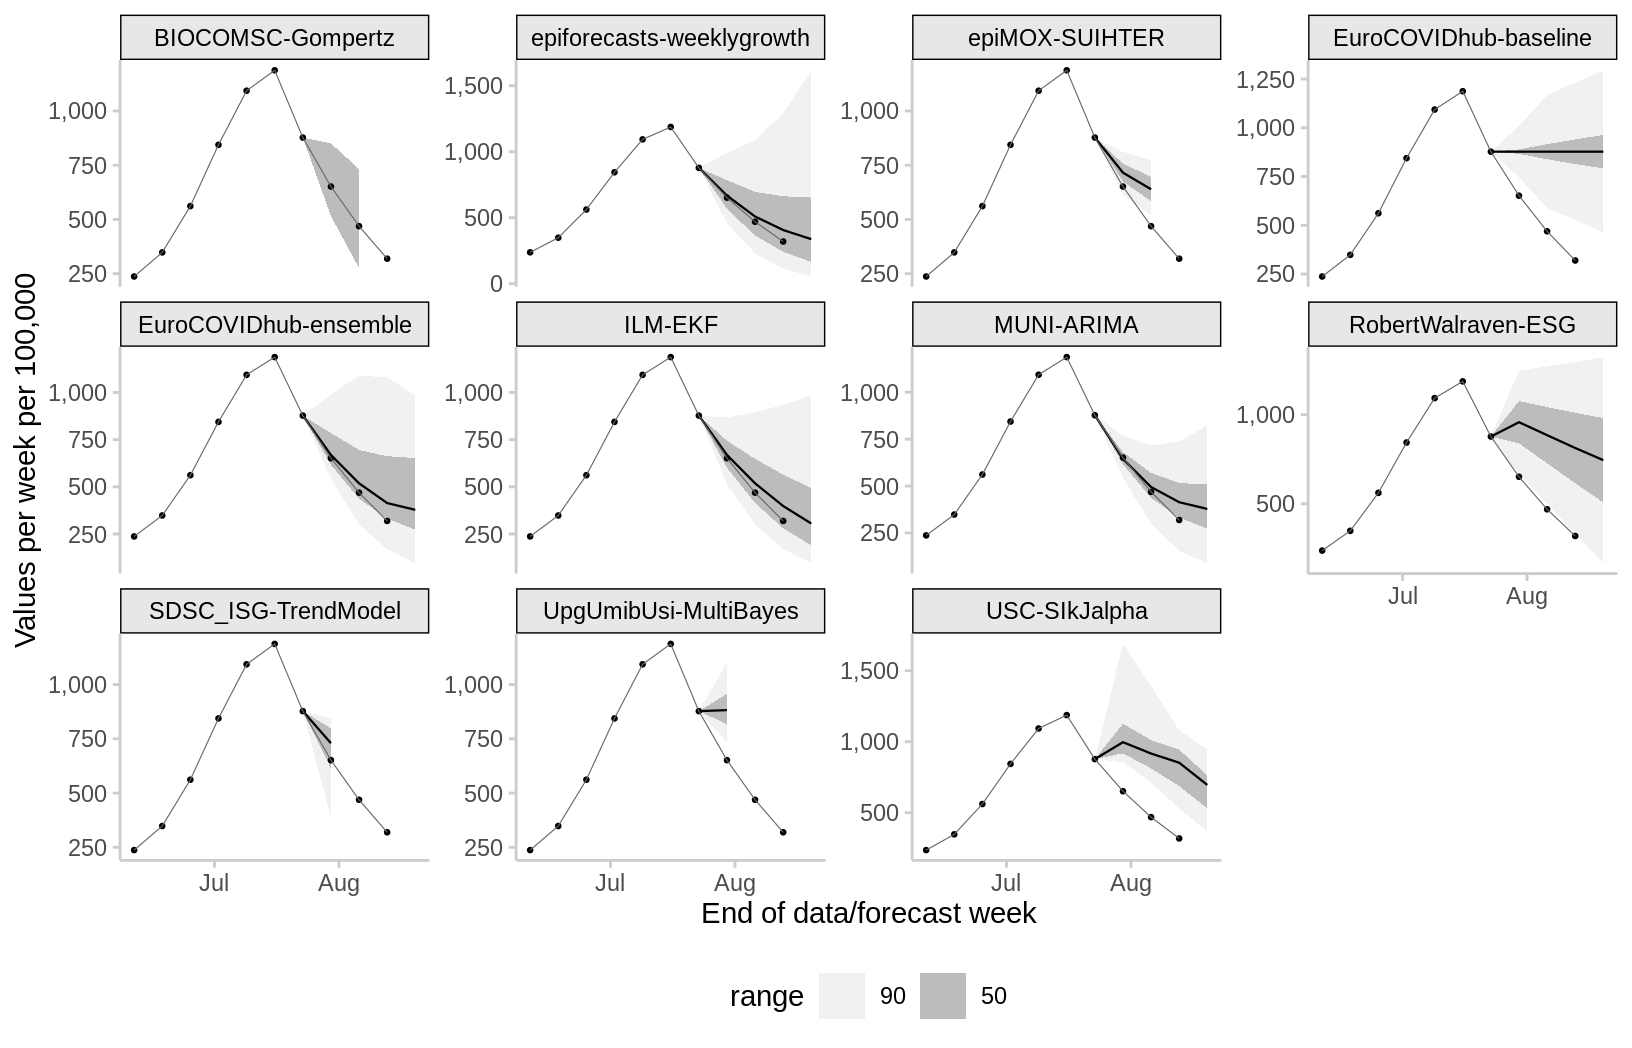 BIOCOMSC-Gompertz
epiforecasts-weeklygrowth
epiMOX-SUIHTER
EuroCOVIDhub-baseline
1,000
750
500
250
1,500
1,000
500
0
1,000
750
500
250
1,250
1,000
750
500
250
Values per week per 100,000
EuroCOVIDhub-ensemble
ILM-EKF
MUNI-ARIMA
RobertWalraven-ESG
1,000
750
500
250
1,000
750
500
250
1,000
750
500
250
1,000
500
Jul
Aug
SDSC_ISG-TrendModel
UpgUmibUsi-MultiBayes
USC-SIkJalpha
1,000
750
500
250
1,000
750
500
250
1,500
1,000
500
Jul
Aug
Jul
Aug
Jul
Aug
End of data/forecast week
range
90
50